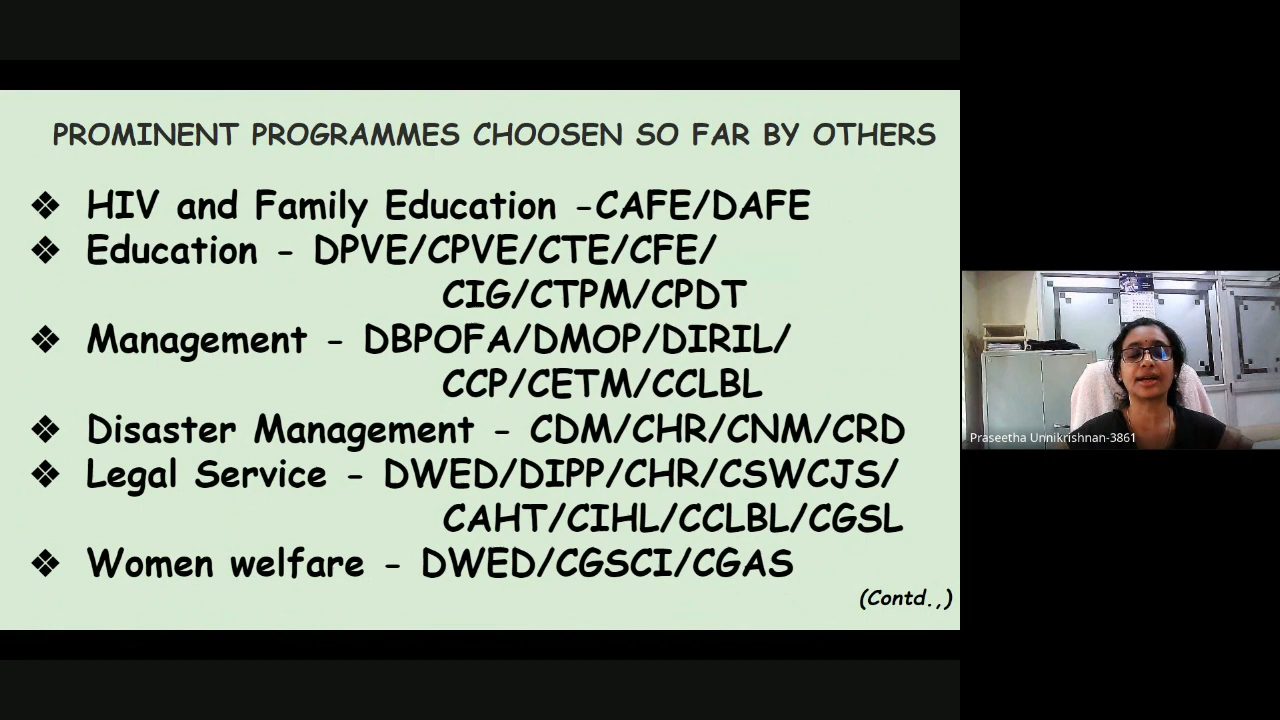 PROMINENT PROGRAMMES CHOOSEN SO FAR BY OTHERS
❖ HIV and Family Education -CAFE/DAFE
❖ Education - DPVE/CPVE/CTE/CFE/
CIG/CTPM/CPDT
❖ Management - DBPOFA/DMOP/DIRIL/
CCP/CETM/CCLBL
❖ Disaster Management - CDM/CHR/CNM/CRD
❖ Legal Service - DWED/DIPP/CHR/CSWCJS/
CAHT/CIHL/CCLBL/CGSL
❖ Women welfare - DWED/CGSCI/CGAS
(Contd.,)
Praseetha Unnikrishnan-3861